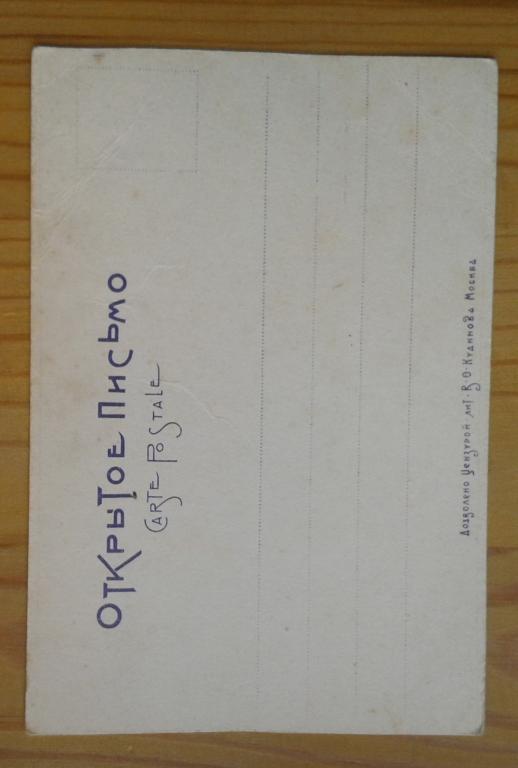 ОТКРЫТОЕ ПИСЬМО
CARTE POSTALE
Дозволено Цензурой лит. В.Ѳ. Кудинова Москва